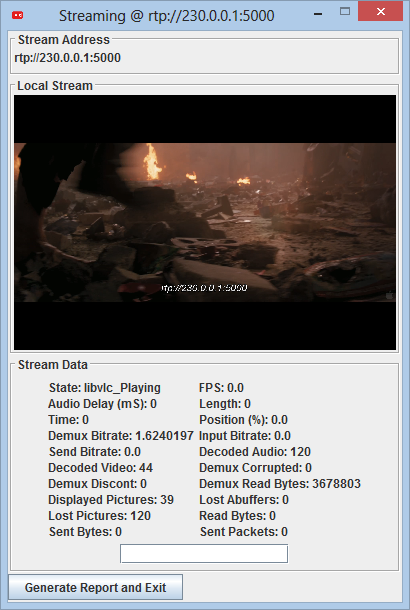 Streaming @ rtp://230.0.0.1:5000
Stream Address
rtp://230.0.0.1:5000
Local Stream
rtp://230.0.0.1:5000
Stream Data
State: libvlc_Playing FPS: 0.0
Audio Delay (mS): 0 Length: 0
Time: 0 Position (%): 0.0
Demux Bitrate: 1.6240197 Input Bitrate: 0.0
Send Bitrate: 0.0 Decoded Audio: 120
Decoded Video: 44 Demux Corrupted: 0
Demux Discont: 0 Demux Read Bytes: 3678803
Displayed Pictures: 39 Lost Abuffers: 0
Lost Pictures: 120 Read Bytes: 0
Sent Bytes: 0 Sent Packets: 0
Generate Report and Exit